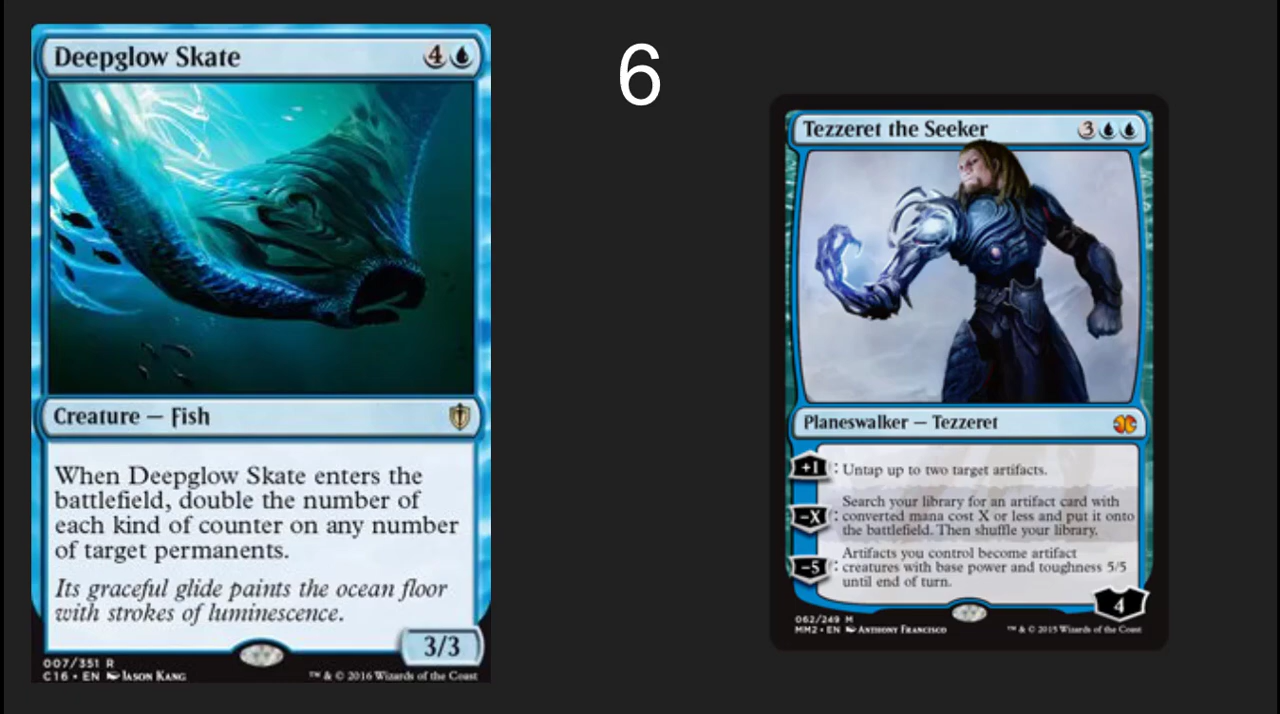 Deepglow Skate 4
Creature — Fish
When Deepglow Skate enters the
battlefield, double the number of
each kind of counter on any number
of target permanents.
Its graceful glide paints the ocean floor
with strokes of luminescence.
3/3
007/351 R
C16 • EN Jason Kang
™ & © 2016 Wizards of the Coast
6
Tezzeret the Seeker 3
Planeswalker — Tezzeret
+1 : Untap up to two target artifacts.
Search your library for an artifact card with
−X : converted mana cost X or less and put it onto
the battlefield. Then shuffle your library.
Artifacts you control become artifact
−5 : creatures with base power and toughness 5/5
until end of turn.
4
062/249 M
MM2 • EN Anthony Francisco
™ & © 2015 Wizards of the Coast